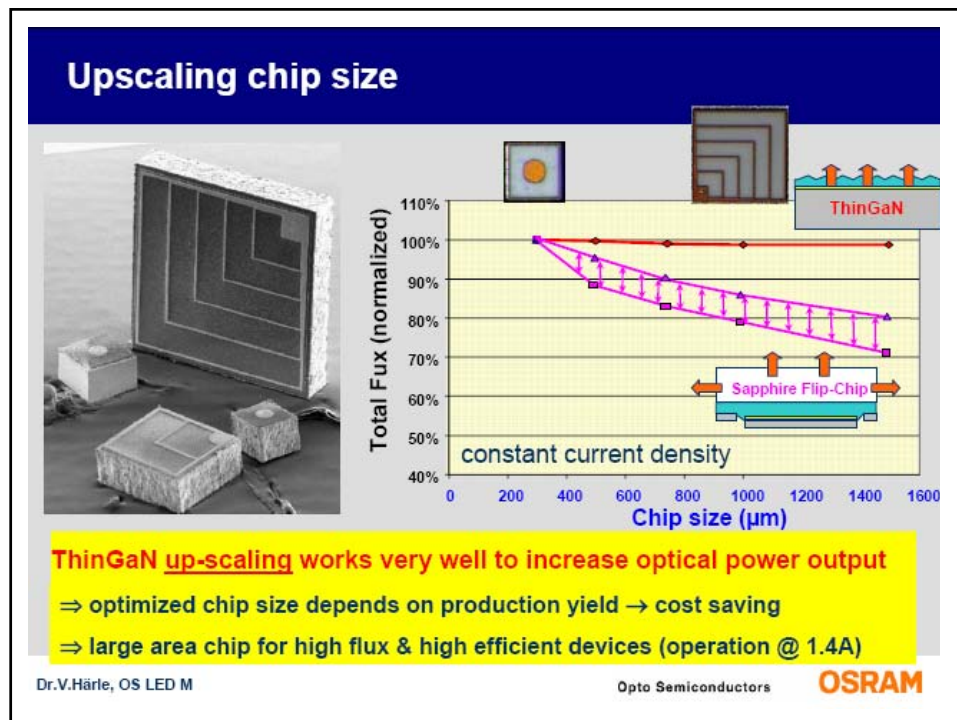 Upscaling chip size
ThinGaN
110%
100%
90%
80%
70%
60%
50%
40%
Total Fux (normalized)
Sapphire Flip-Chip
constant current density
0 200 400 600 800 1000 1200 1400 1600
Chip size (µm)
ThinGaN up-scaling works very well to increase optical power output
⇒ optimized chip size depends on production yield → cost saving
⇒ large area chip for high flux & high efficient devices (operation @ 1.4A)
Dr.V.Härle, OS LED M
Opto Semiconductors OSRAM